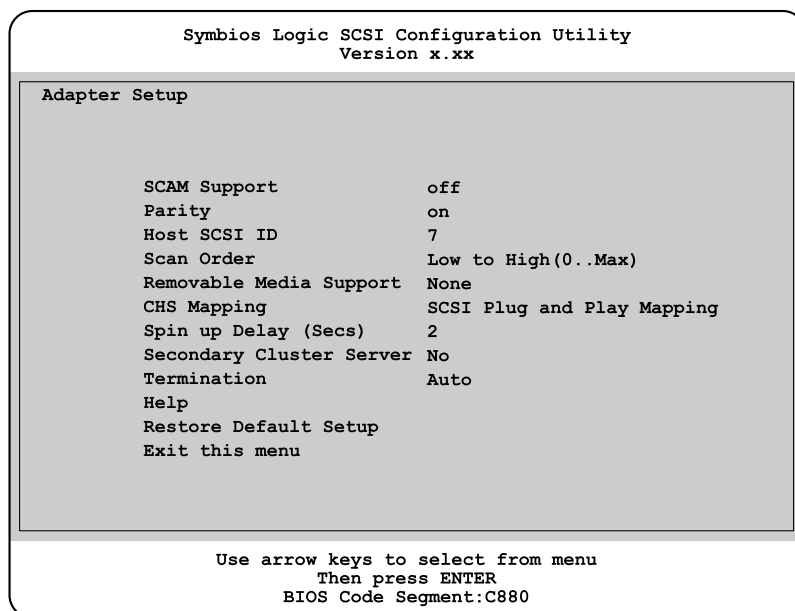 Symbios Logic SCSI Configuration Utility
Version x.xx
Adapter Setup
SCAM Support off
Parity on
Host SCSI ID 7
Scan Order Low to High(0..Max)
Removable Media Support None
CHS Mapping SCSI Plug and Play Mapping
Spin up Delay (Secs) 2
Secondary Cluster Server No
Termination Auto
Help
Restore Default Setup
Exit this menu
Use arrow keys to select from menu
Then press ENTER
BIOS Code Segment:C880